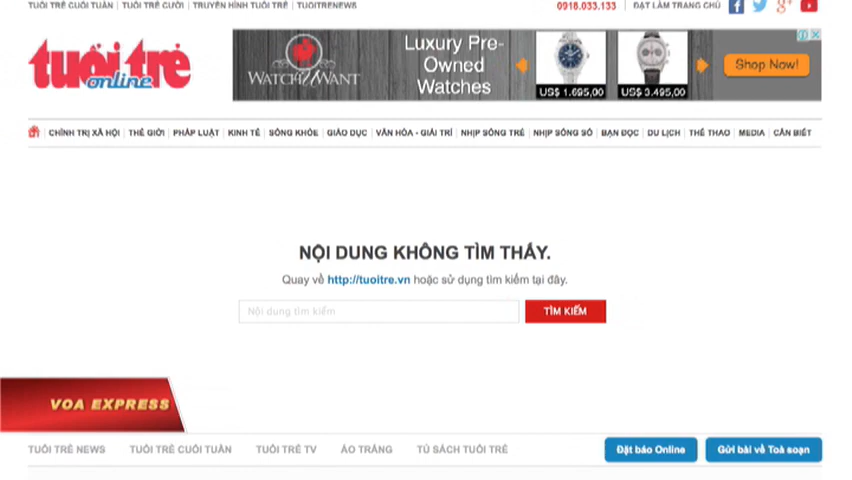 TUỔI TRẺ CUỐI TUẦN | TUỔI TRẺ CƯỜI | TRUYỀN HÌNH TUỔI TRẺ | TUOITRENEWS
0918.033.133 | ĐẶT LÀM TRANG CHỦ
tuổi trẻ
online
WATCH U WANT
Luxury Pre-
Owned
Watches
US$ 1.695,00
US$ 3.495,00
Shop Now!
CHÍNH TRỊ XÃ HỘI | THẾ GIỚI | PHÁP LUẬT | KINH TẾ | SỐNG KHỎE | GIÁO DỤC | VĂN HÓA - GIẢI TRÍ | NHỊP SỐNG TRẺ | NHỊP SỐNG SỐ | BẠN ĐỌC | DU LỊCH | THỂ THAO | MEDIA | CẦN BIẾT
NỘI DUNG KHÔNG TÌM THẤY.
Quay về http://tuoitre.vn hoặc sử dụng tìm kiếm tại đây.
Nội dung tìm kiếm
TÌM KIẾM
VOA EXPRESS
TUỔI TRẺ NEWS TUỔI TRẺ CUỐI TUẦN TUỔI TRẺ TV ÁO TRẮNG TỦ SÁCH TUỔI TRẺ
Đặt báo Online
Gửi bài về Toà soạn